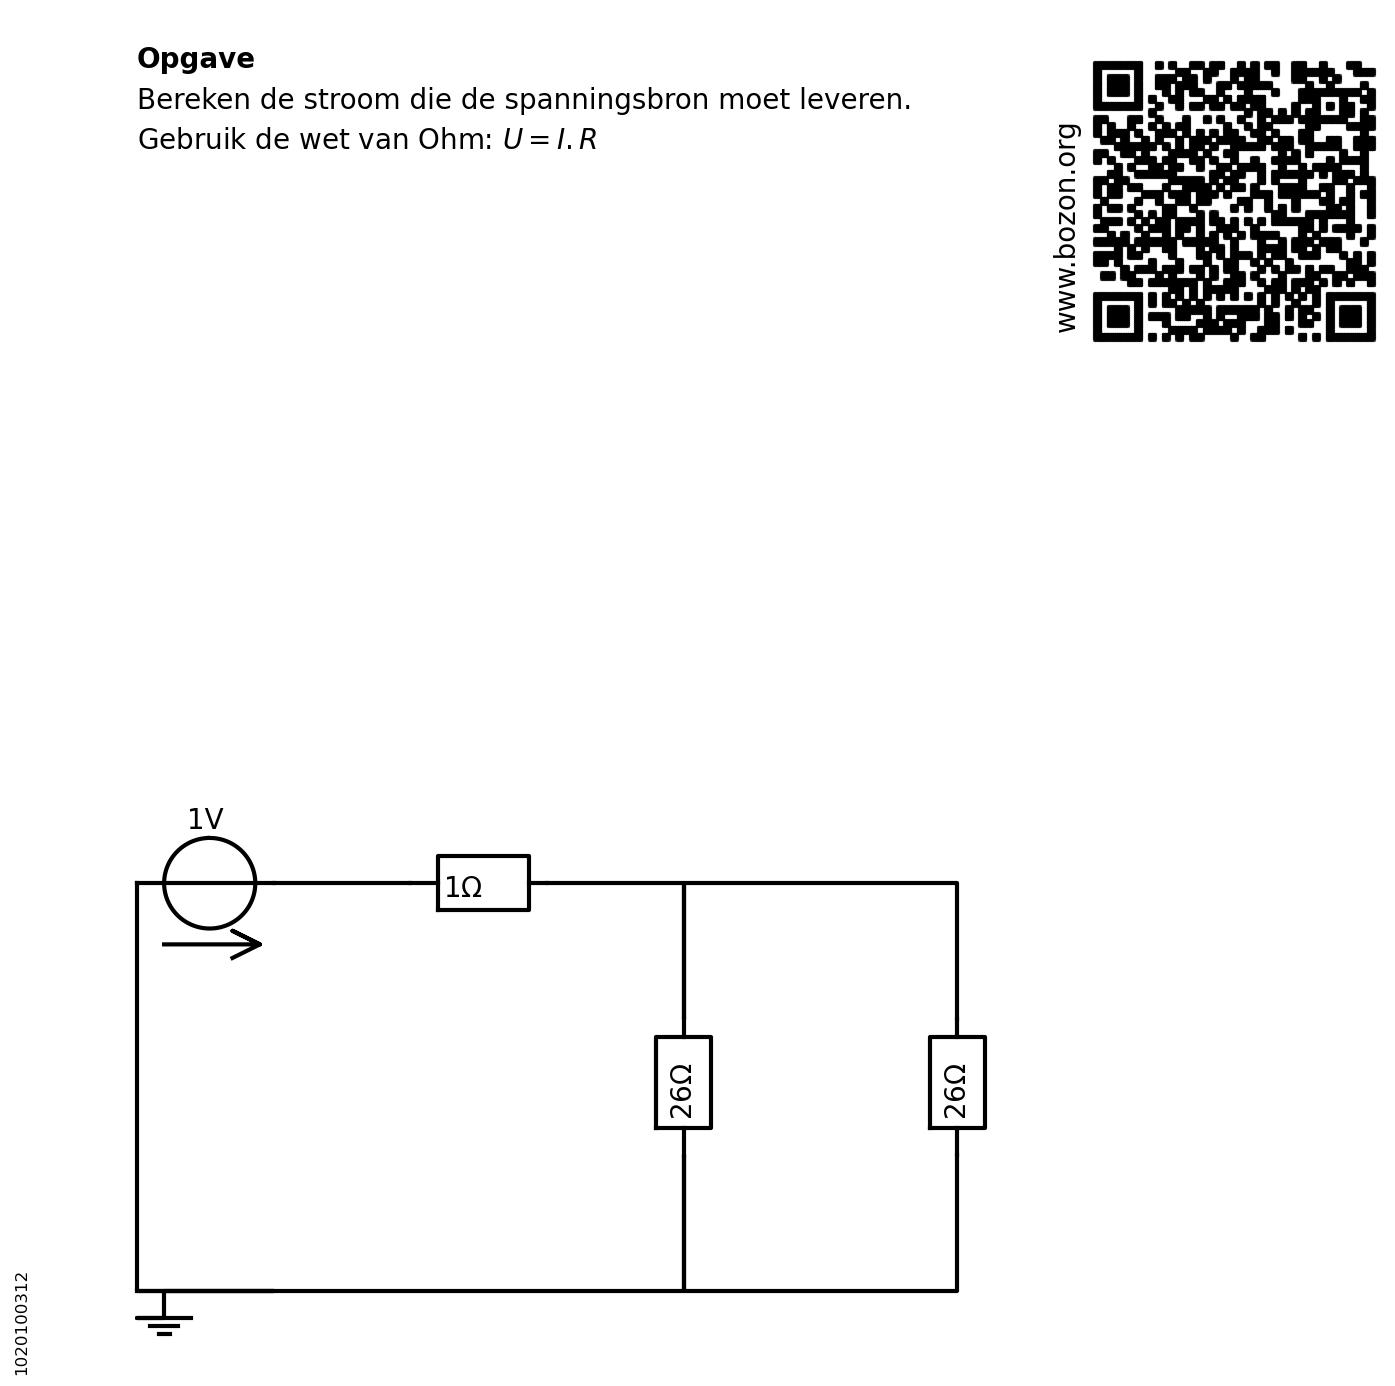 Opgave
Bereken de stroom die de spanningsbron moet leveren.
Gebruik de wet van Ohm: U = I. R
www.bozon.org
1V
1Ω
26Ω
26Ω
1020100312